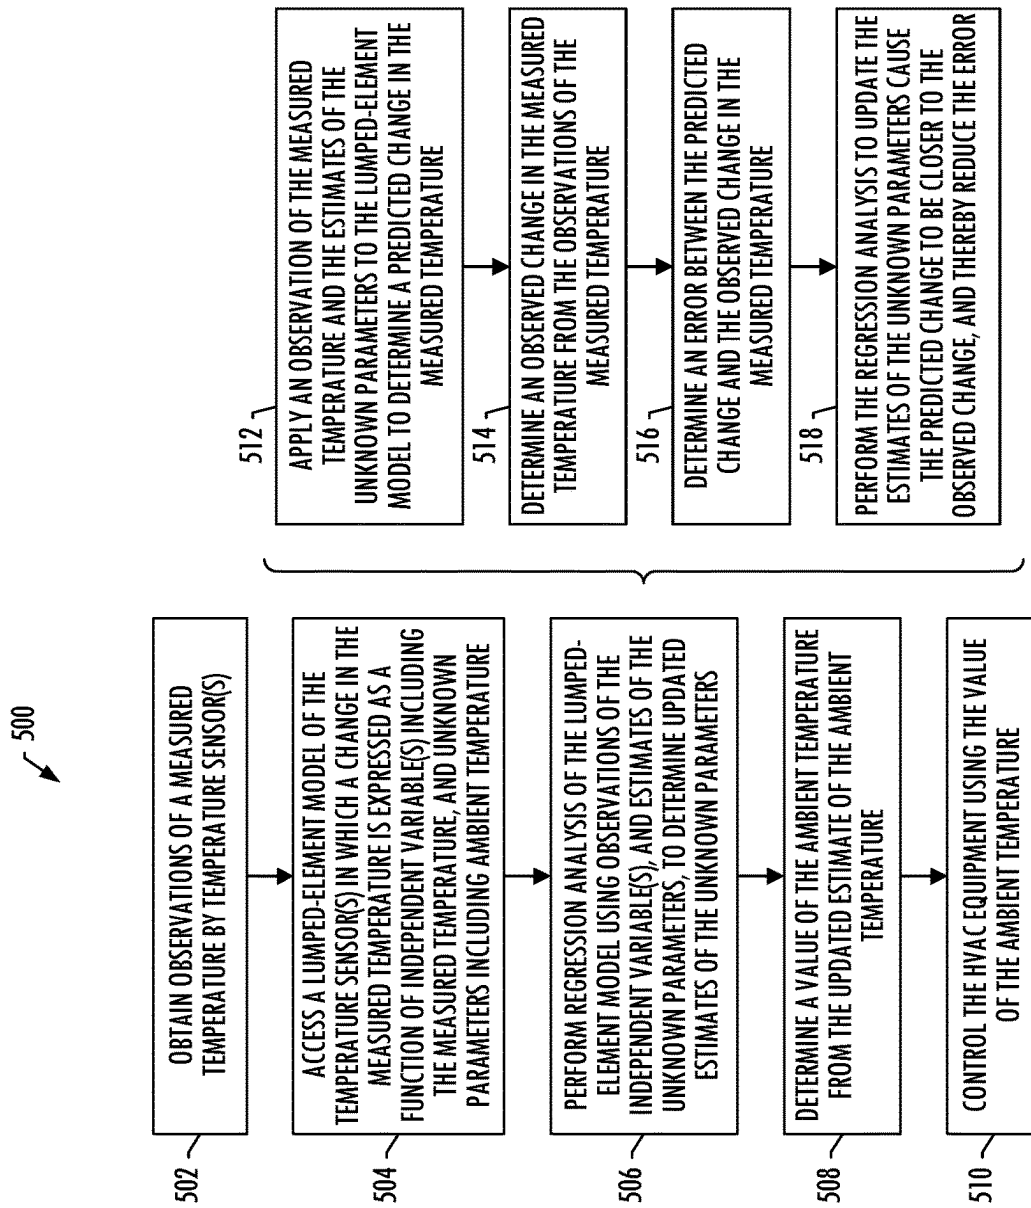 500
502
OBTAIN OBSERVATIONS OF A MEASURED
TEMPERATURE BY TEMPERATURE SENSOR(S)
504
ACCESS A LUMPED-ELEMENT MODEL OF THE
TEMPERATURE SENSOR(S) IN WHICH A CHANGE IN THE
MEASURED TEMPERATURE IS EXPRESSED AS A
FUNCTION OF INDEPENDENT VARIABLE(S) INCLUDING
THE MEASURED TEMPERATURE, AND UNKNOWN
PARAMETERS INCLUDING AMBIENT TEMPERATURE
506
PERFORM REGRESSION ANALYSIS OF THE LUMPED-
ELEMENT MODEL USING OBSERVATIONS OF THE
INDEPENDENT VARIABLE(S), AND ESTIMATES OF THE
UNKNOWN PARAMETERS, TO DETERMINE UPDATED
ESTIMATES OF THE UNKNOWN PARAMETERS
508
DETERMINE A VALUE OF THE AMBIENT TEMPERATURE
FROM THE UPDATED ESTIMATE OF THE AMBIENT
TEMPERATURE
510
CONTROL THE HVAC EQUIPMENT USING THE VALUE
OF THE AMBIENT TEMPERATURE
512
APPLY AN OBSERVATION OF THE MEASURED
TEMPERATURE AND THE ESTIMATES OF THE
UNKNOWN PARAMETERS TO THE LUMPED-ELEMENT
MODEL TO DETERMINE A PREDICTED CHANGE IN THE
MEASURED TEMPERATURE
514
DETERMINE AN OBSERVED CHANGE IN THE MEASURED
TEMPERATURE FROM THE OBSERVATIONS OF THE
MEASURED TEMPERATURE
516
DETERMINE AN ERROR BETWEEN THE PREDICTED
CHANGE AND THE OBSERVED CHANGE IN THE
MEASURED TEMPERATURE
518
PERFORM THE REGRESSION ANALYSIS TO UPDATE THE
ESTIMATES OF THE UNKNOWN PARAMETERS CAUSE
THE PREDICTED CHANGE TO BE CLOSER TO THE
OBSERVED CHANGE, AND THEREBY REDUCE THE ERROR